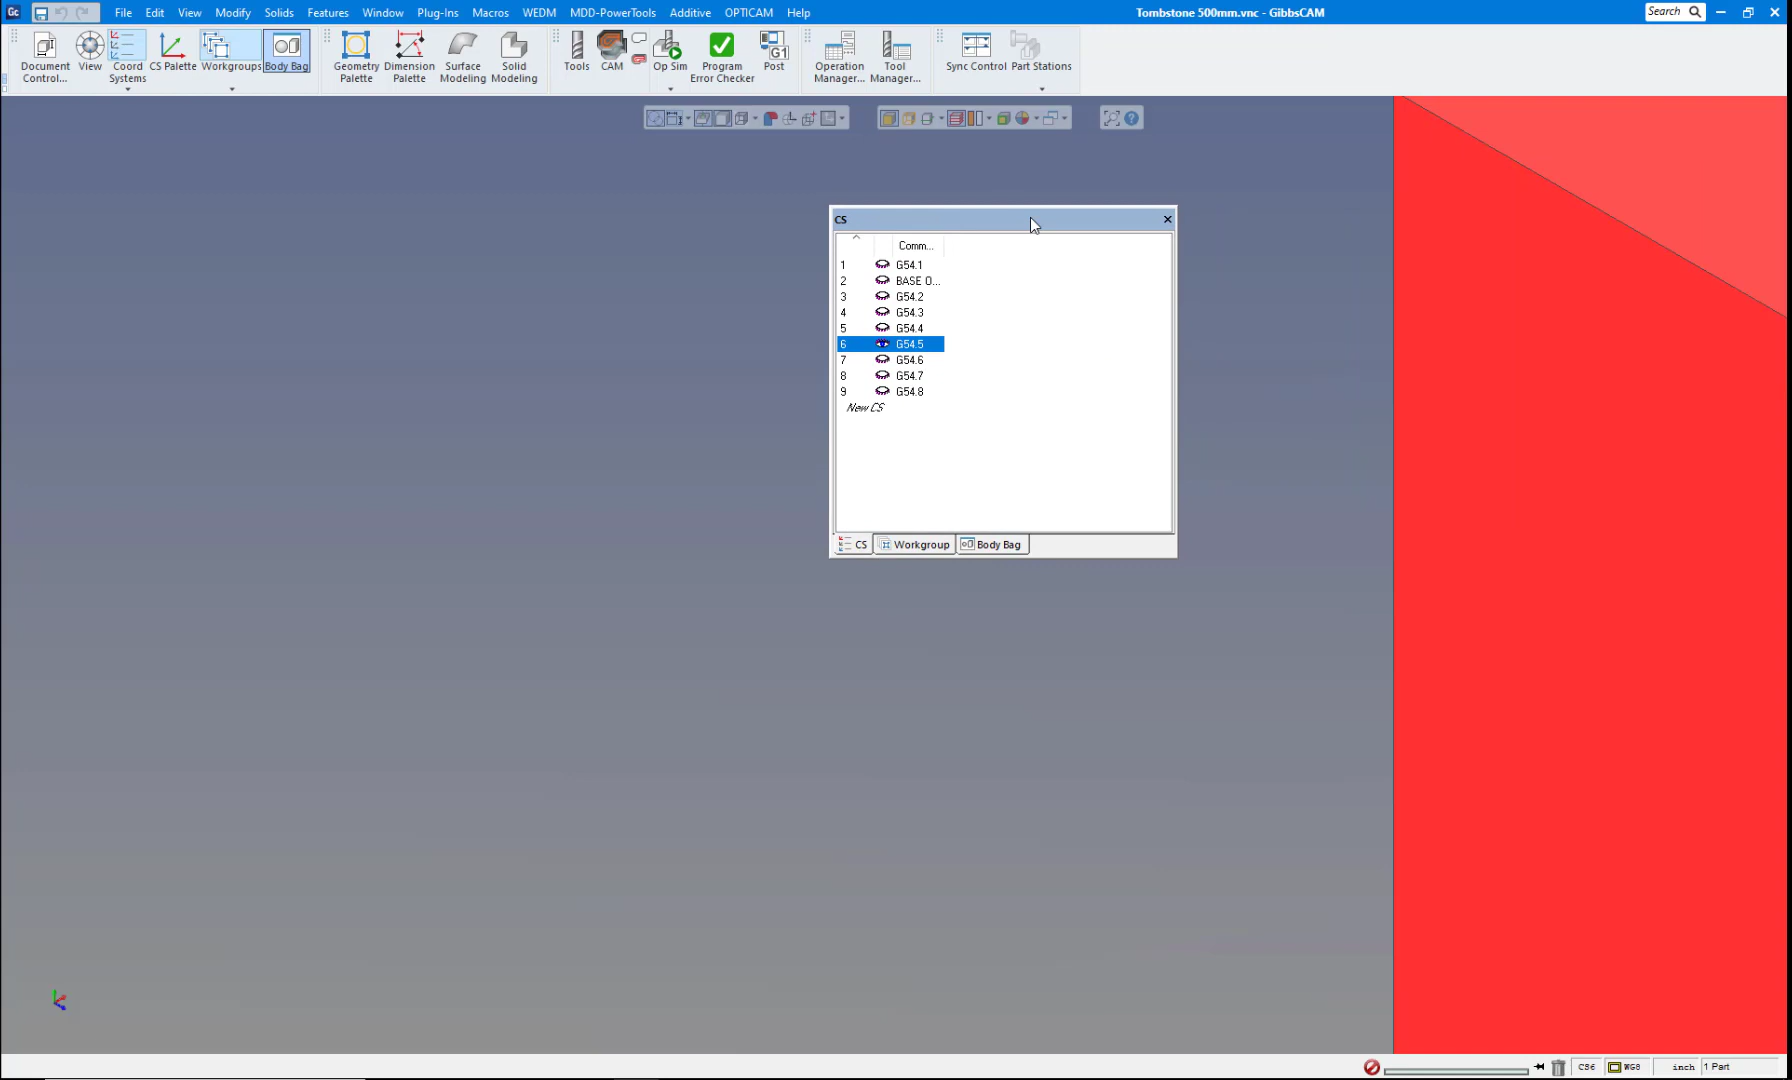 Gc File Edit View Modify Solids Features Window Plug-Ins Macros WEDM MDD-PowerTools Additive OPTICAM Help Tombstone 500mm.vnc - GibbsCAM Search
Document Control... View Coord Systems CS Palette Workgroups Body Bag Geometry Palette Dimension Palette Surface Modeling Solid Modeling Tools CAM Op Sim Program Error Checker G1 Post Operation Manager... Tool Manager... Sync Control Part Stations
CS
Comm...
1 G54.1
2 BASE O...
3 G54.2
4 G54.3
5 G54.4
6 G54.5
7 G54.6
8 G54.7
9 G54.8
New CS
CS Workgroup Body Bag
CS6 WG8 inch 1 Part